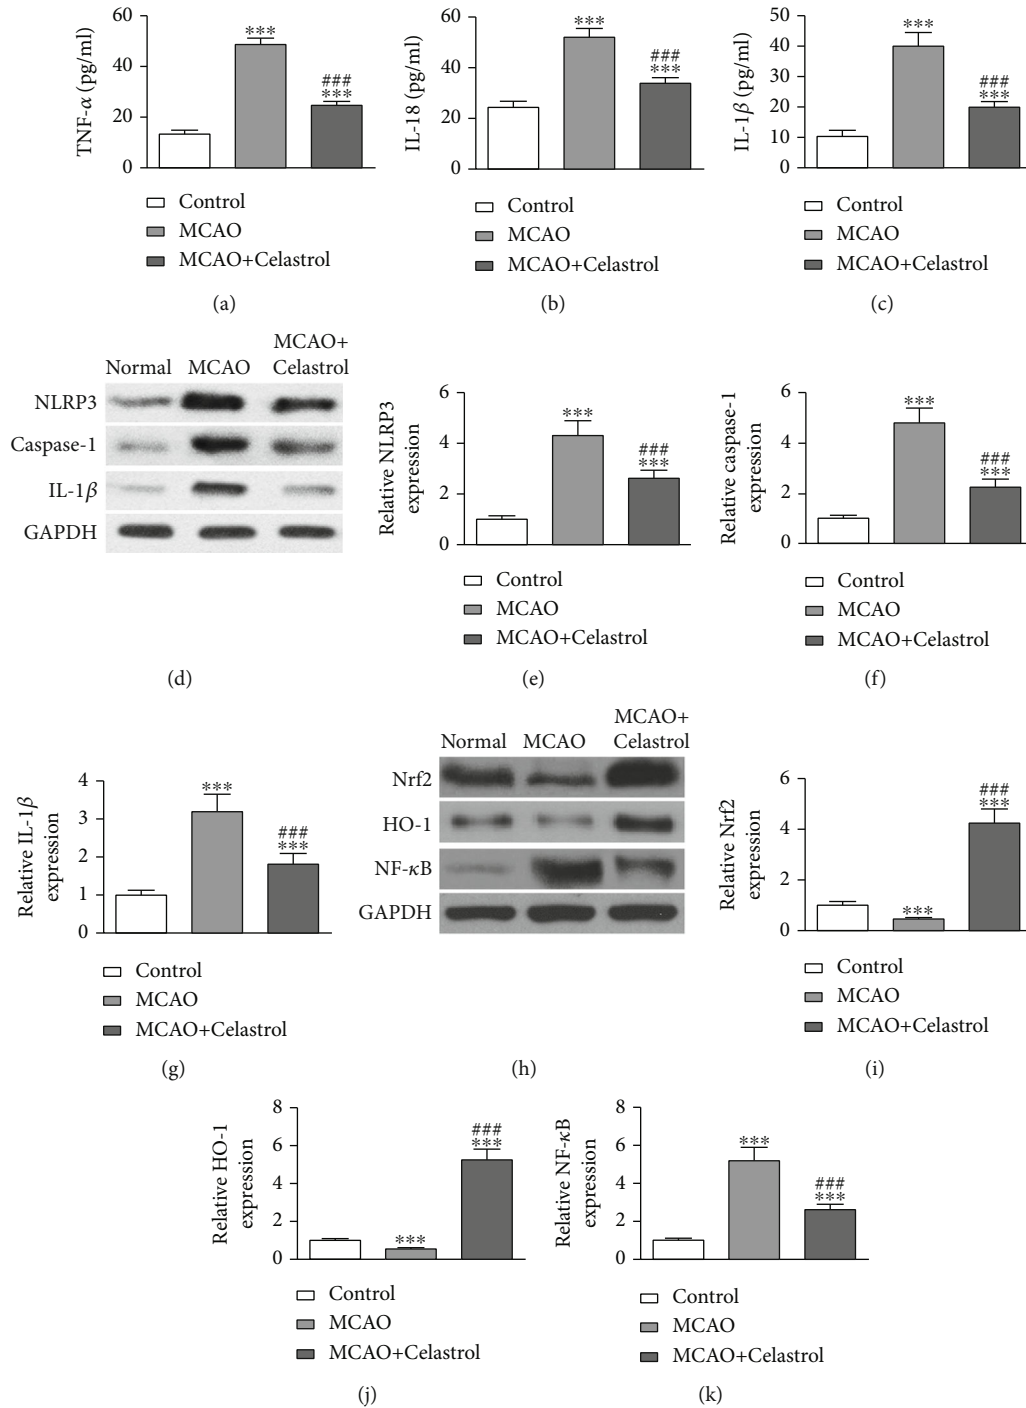 TNF-α (pg/ml)
60
40
20
0
***
###
***
Control
MCAO
MCAO+Celastrol
(a)
IL-18 (pg/ml)
60
40
20
0
***
###
***
Control
MCAO
MCAO+Celastrol
(b)
IL-1β (pg/ml)
50
40
30
20
10
0
***
###
***
Control
MCAO
MCAO+Celastrol
(c)
Normal MCAO MCAO+
Celastrol
NLRP3
Caspase-1
IL-1β
GAPDH
(d)
Relative NLRP3
expression
6
4
2
0
***
###
***
Control
MCAO
MCAO+Celastrol
(e)
Relative caspase-1
expression
6
4
2
0
***
###
***
Control
MCAO
MCAO+Celastrol
(f)
Relative IL-1β
expression
4
3
2
1
0
***
###
***
Control
MCAO
MCAO+Celastrol
(g)
Normal MCAO MCAO+
Celastrol
Nrf2
HO-1
NF-κB
GAPDH
(h)
Relative Nrf2
expression
6
4
2
0
***
###
***
Control
MCAO
MCAO+Celastrol
(i)
Relative HO-1
expression
8
6
4
2
0
***
###
***
Control
MCAO
MCAO+Celastrol
(j)
Relative NF-κB
expression
8
6
4
2
0
***
###
***
Control
MCAO
MCAO+Celastrol
(k)